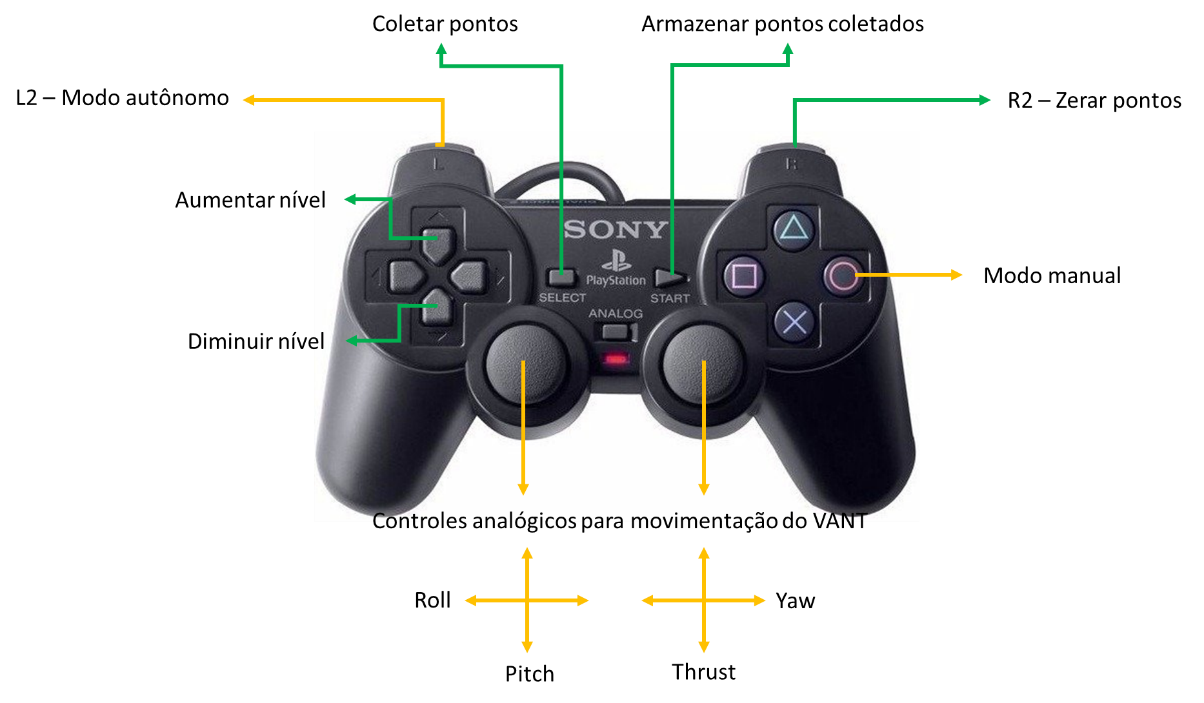 Coletar pontos
Armazenar pontos coletados
L2 – Modo autônomo
R2 – Zerar pontos
L
R
Aumentar nível
SONY
PlayStation
Modo manual
SELECT
START
ANALOG
Diminuir nível
Controles analógicos para movimentação do VANT
Roll
Yaw
Pitch
Thrust